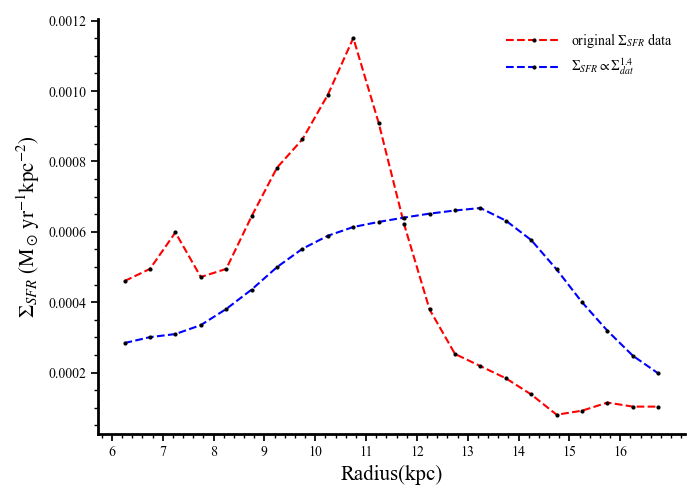 0.0012
0.0010
0.0008
0.0006
0.0004
0.0002
Σ_SFR (M_⊙ yr⁻¹kpc⁻²)
original Σ_SFR data
Σ_SFR ∝ Σ_dat^1.4
6 7 8 9 10 11 12 13 14 15 16
Radius(kpc)